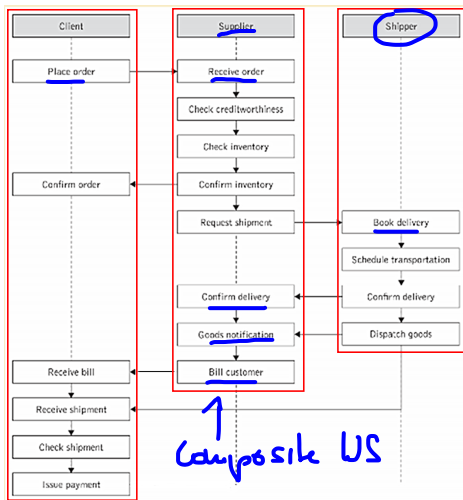 Client Supplier Shipper
Place order Receive order
Check creditworthiness
Check inventory
Confirm order Confirm inventory
Request shipment Book delivery
Schedule transportation
Confirm delivery Confirm delivery
Goods notification Dispatch goods
Receive bill Bill customer
Receive shipment
Check shipment
Issue payment
Composite WS